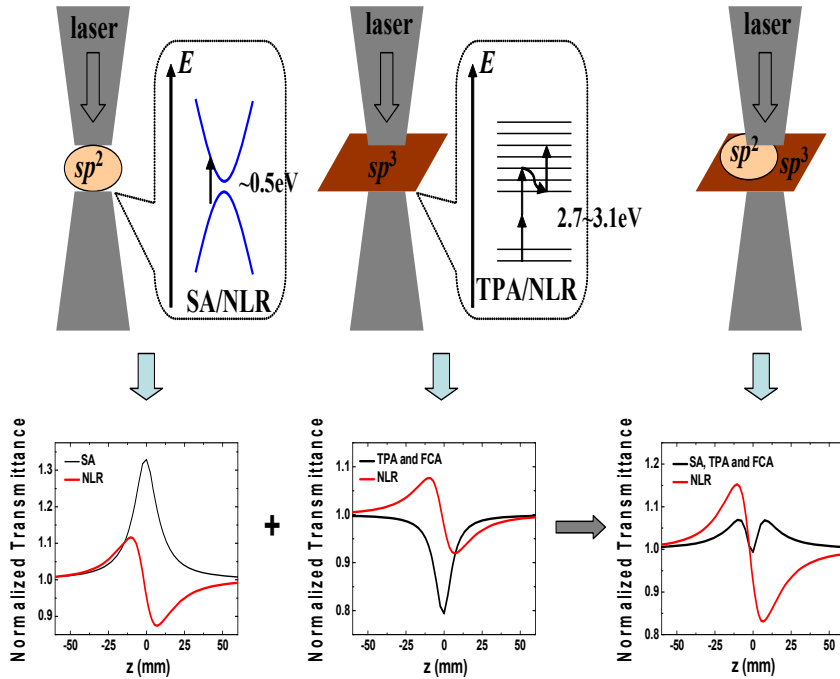 laser
E
sp2
~0.5eV
SA/NLR
laser
E
sp3
2.7~3.1eV
TPA/NLR
laser
sp2
sp3
Normalized Transmittance
SA
NLR
1.3
1.2
1.1
1.0
0.9
-50
-25
0
25
50
z (mm)
+
Normalized Transmittance
TPA and FCA
NLR
1.1
1.0
0.9
0.8
-50
-25
0
25
50
z (mm)
Normalized Transmittance
SA, TPA and FCA
NLR
1.2
1.1
1.0
0.9
0.8
-50
-25
0
25
50
z (mm)